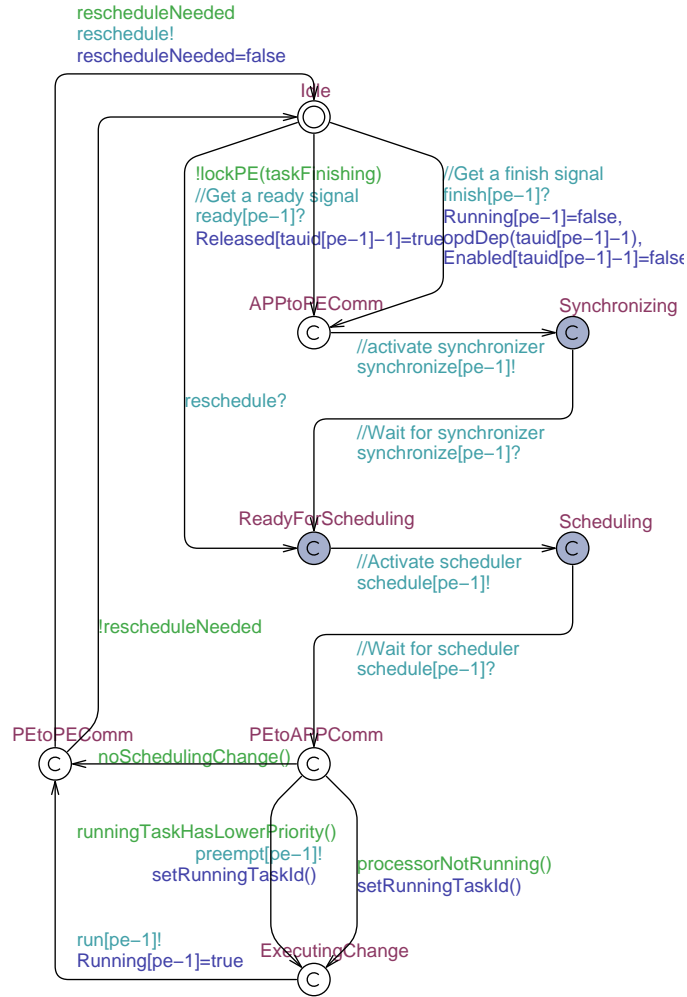 rescheduleNeeded
reschedule!
rescheduleNeeded=false
Idle
!lockPE(taskFinishing)
//Get a ready signal
ready[pe−1]?
Released[tauid[pe−1]−1]=true
//Get a finish signal
finish[pe−1]?
Running[pe−1]=false,
opdDep(tauid[pe−1]−1),
Enabled[tauid[pe−1]−1]=false
APPtoPEComm
Synchronizing
C
C
//activate synchronizer
synchronize[pe−1]!
reschedule?
//Wait for synchronizer
synchronize[pe−1]?
ReadyForScheduling
Scheduling
C
C
//Activate scheduler
schedule[pe−1]!
!rescheduleNeeded
//Wait for scheduler
schedule[pe−1]?
PEtoPEComm
PEtoAPPComm
C
noSchedulingChange()
C
runningTaskHasLowerPriority()
preempt[pe−1]!
setRunningTaskId()
processorNotRunning()
setRunningTaskId()
run[pe−1]!
Running[pe−1]=true
ExecutingChange
C